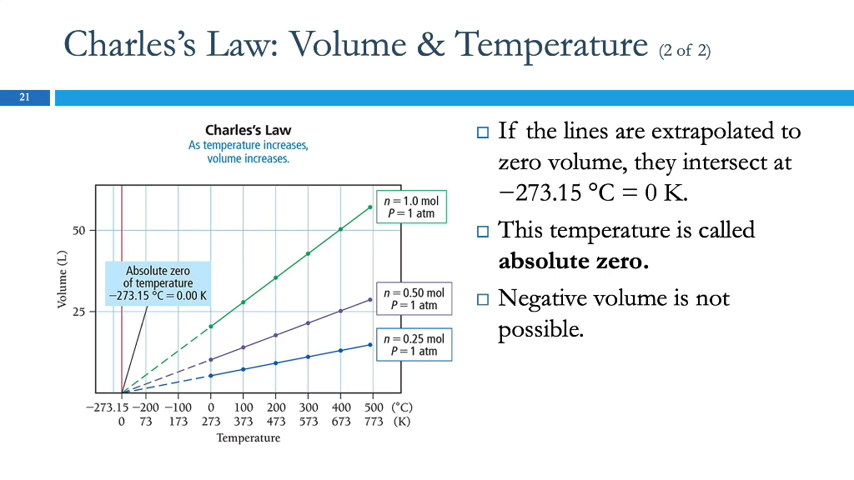 Charles's Law: Volume & Temperature (2 of 2)
21
Charles's Law
As temperature increases,
volume increases.
Volume (L)
50
25
n = 1.0 mol
P = 1 atm
Absolute zero
of temperature
−273.15 °C = 0.00 K
n = 0.50 mol
P = 1 atm
n = 0.25 mol
P = 1 atm
−273.15 −200 −100 0 100 200 300 400 500 (°C)
0 73 173 273 373 473 573 673 773 (K)
Temperature
If the lines are extrapolated to
zero volume, they intersect at
−273.15 °C = 0 K.
This temperature is called
absolute zero.
Negative volume is not
possible.